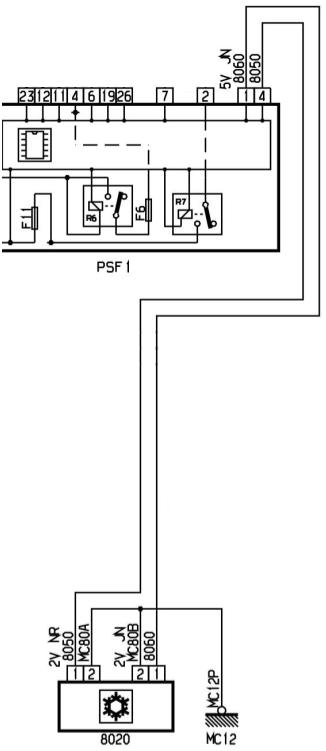 5V JN
8060
8050
23 12 11 4 6 19 26 7 2 1 4
F11
R6
F6
R7
PSF1
2V NR
8050
MC80A
2V JN
MC80B
8060
1 2 2 1
MC12P
8020
MC12